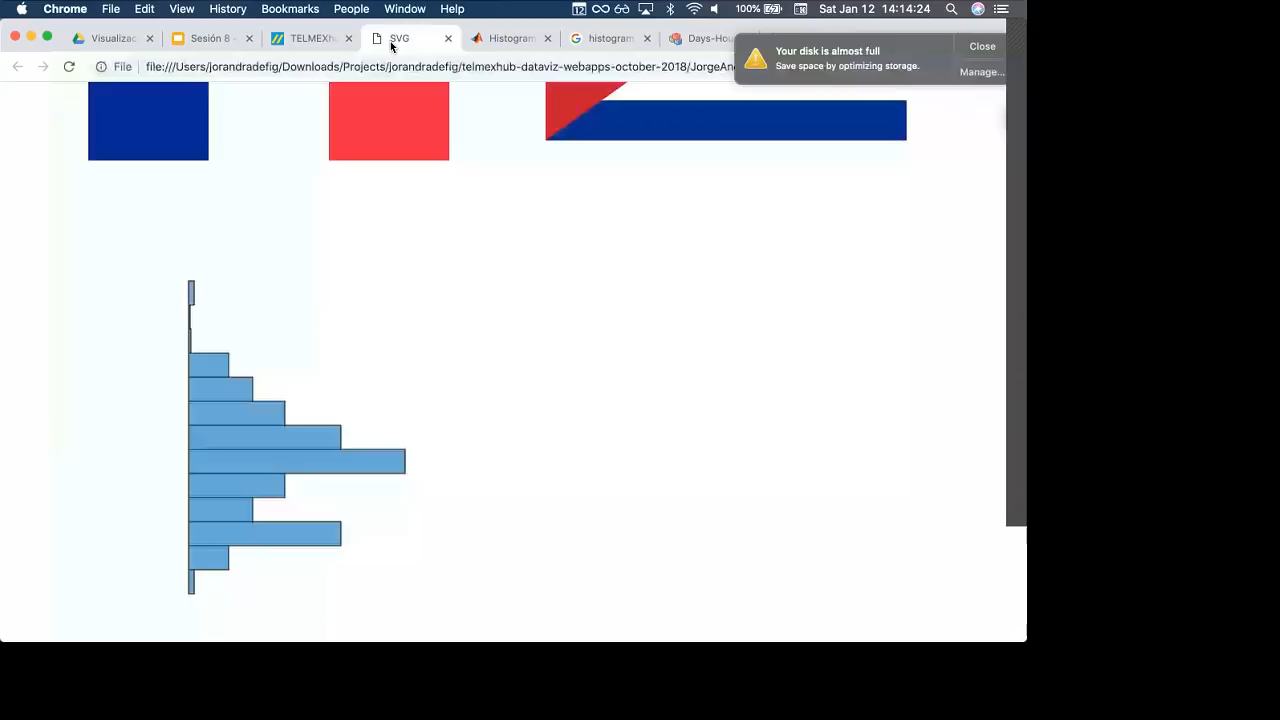 Chrome File Edit View History Bookmarks People Window Help 12 100% Sat Jan 12 14:14:24
Visualizac Sesión 8 - TELMEXhu SVG Histogram histogram Days-Hou
Your disk is almost full
Save space by optimizing storage.
Close
Manage...
File file:///Users/jorandradefig/Downloads/Projects/jorandradefig/telmexhub-dataviz-webapps-october-2018/JorgeAn